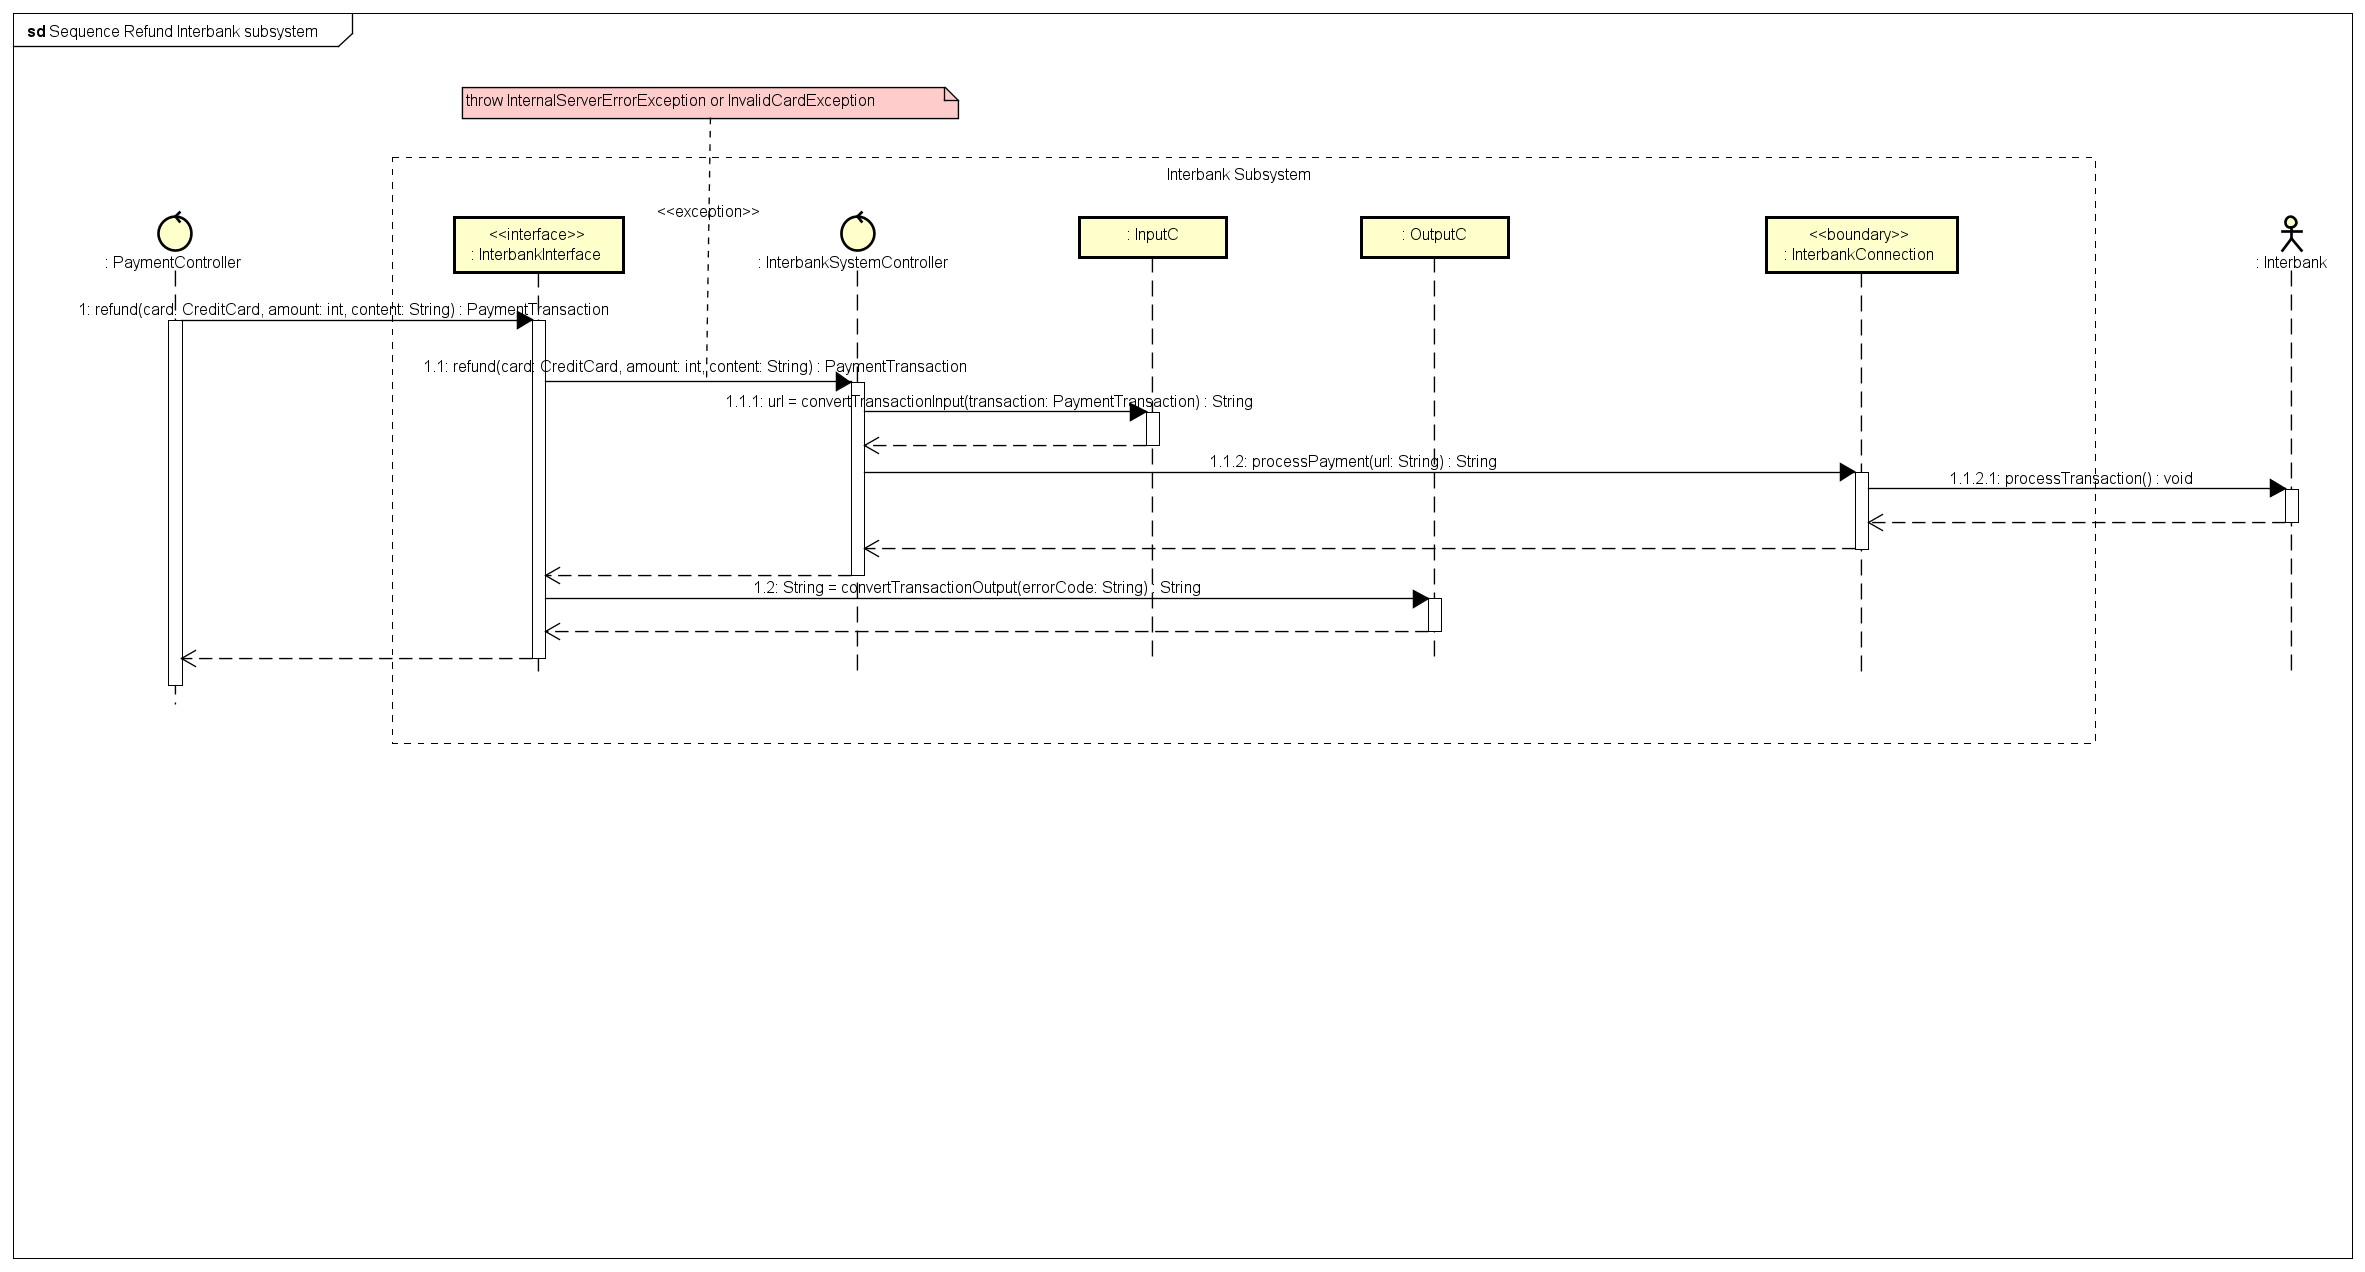 sd Sequence Refund Interbank subsystem
throw InternalServerErrorException or InvalidCardException
Interbank Subsystem
<<exception>>
: PaymentController
<<interface>>
: InterbankInterface
: InterbankSystemController
: InputC
: OutputC
<<boundary>>
: InterbankConnection
: Interbank
1: refund(card: CreditCard, amount: int, content: String) : PaymentTransaction
1.1: refund(card: CreditCard, amount: int, content: String) : PaymentTransaction
1.1.1: url = convertTransactionInput(transaction: PaymentTransaction) : String
1.1.2: processPayment(url: String) : String
1.1.2.1: processTransaction() : void
1.2: String = convertTransactionOutput(errorCode: String) : String